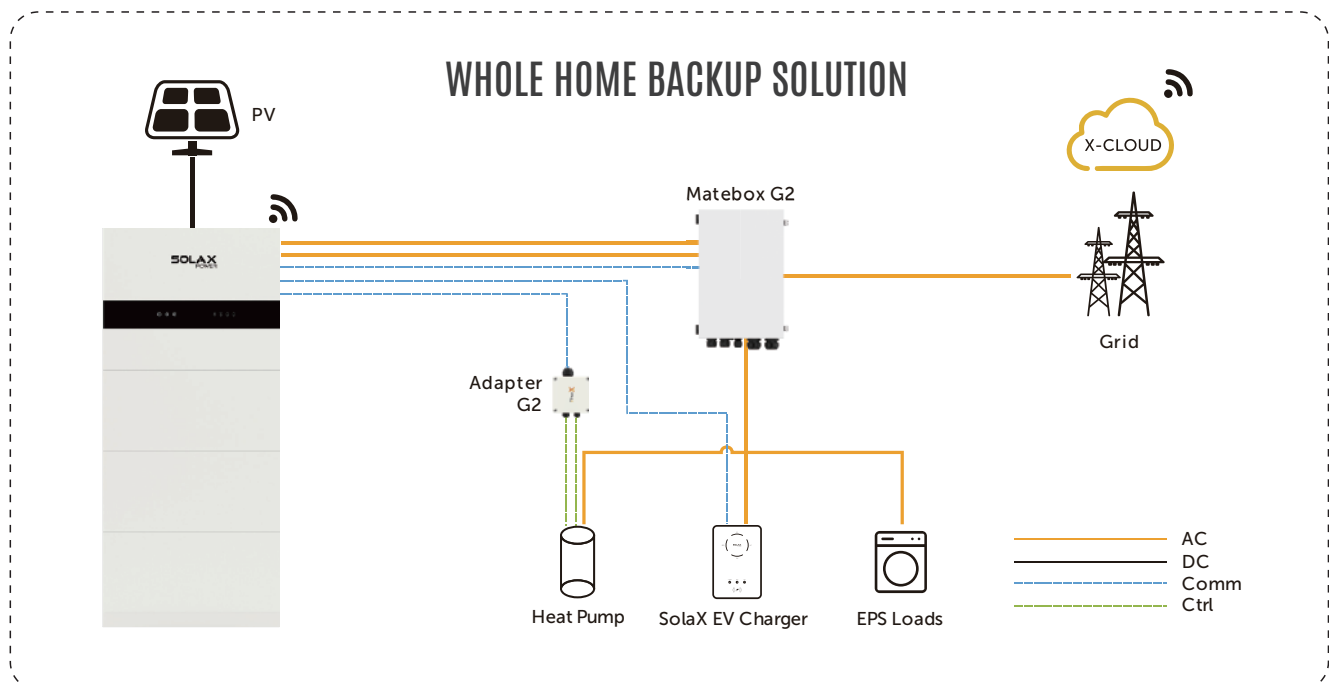 WHOLE HOME BACKUP SOLUTION
PV
X-CLOUD
Matebox G2
SOLAX
POWER
Grid
Adapter
G2
AC
DC
Comm
Ctrl
Heat Pump
SolaX EV Charger
EPS Loads